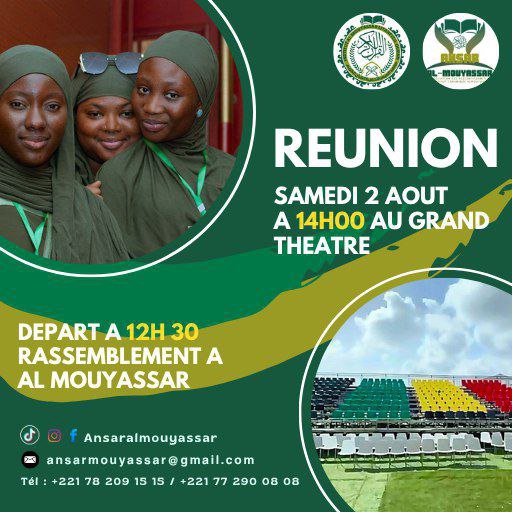 ANSAR
AL-MOUYASSAR
REUNION
SAMEDI 2 AOUT
A 14H00 AU GRAND
THEATRE
DEPART A 12H 30
RASSEMBLEMENT A
AL MOUYASSAR
Ansaralmouyassar
ansarmouyassar@gmail.com
Tél : +221 78 209 15 15 / +221 77 290 08 08